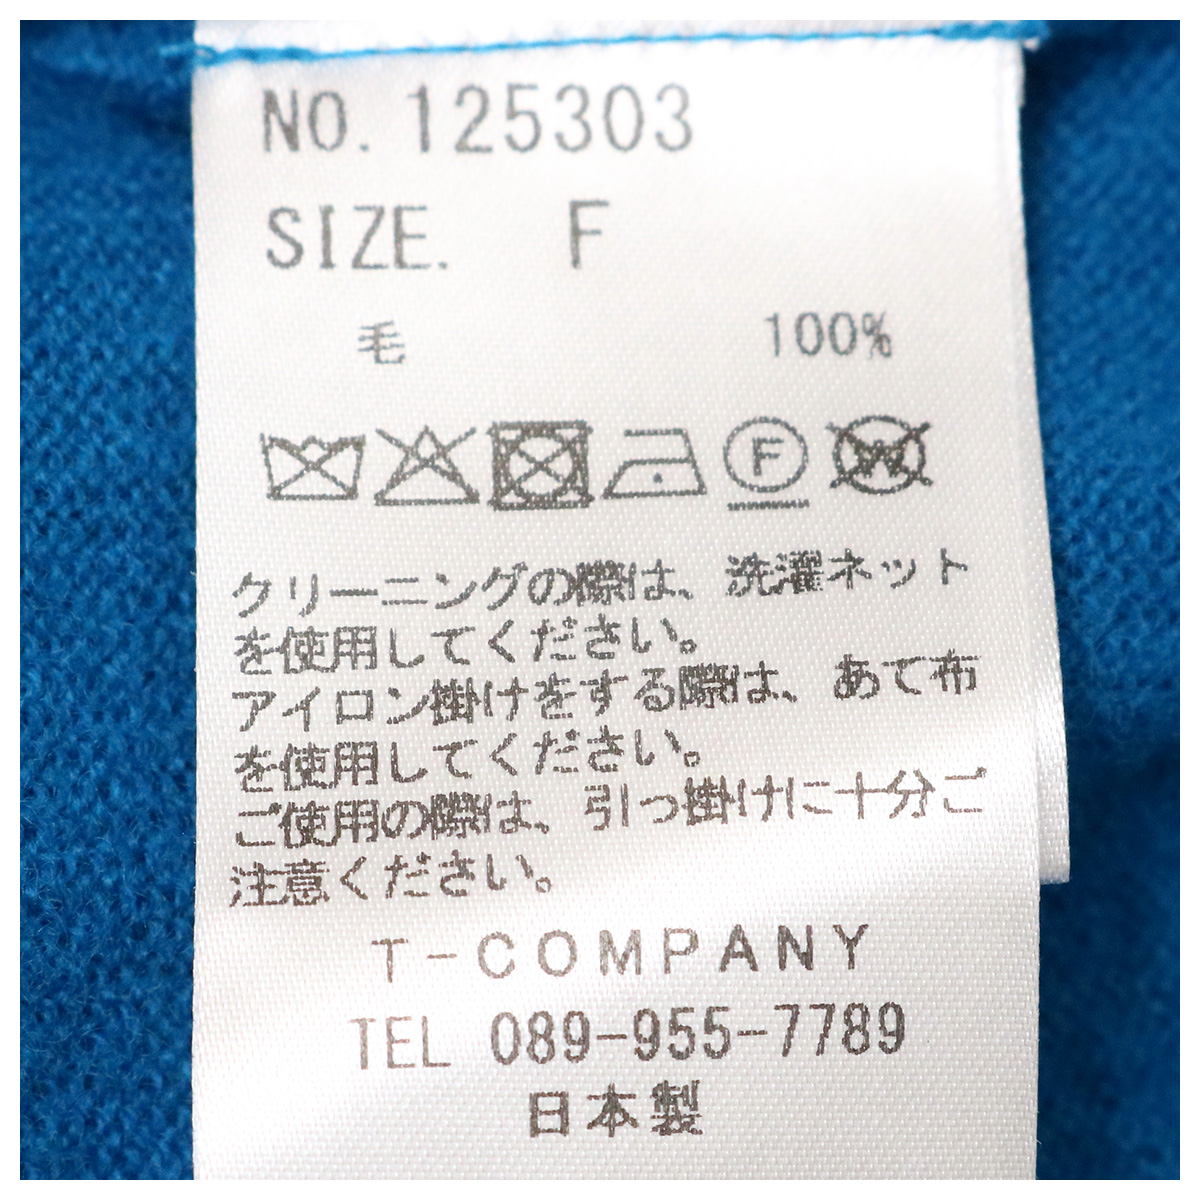 NO. 125303
SIZE. F
毛 100%
F W
クリーニングの際は、洗濯ネット
を使用してください。
アイロン掛けをする際は、あて布
を使用してください。
ご使用の際は、引っ掛けに十分ご
注意ください。
T-COMPANY
TEL 089-955-7789
日本製